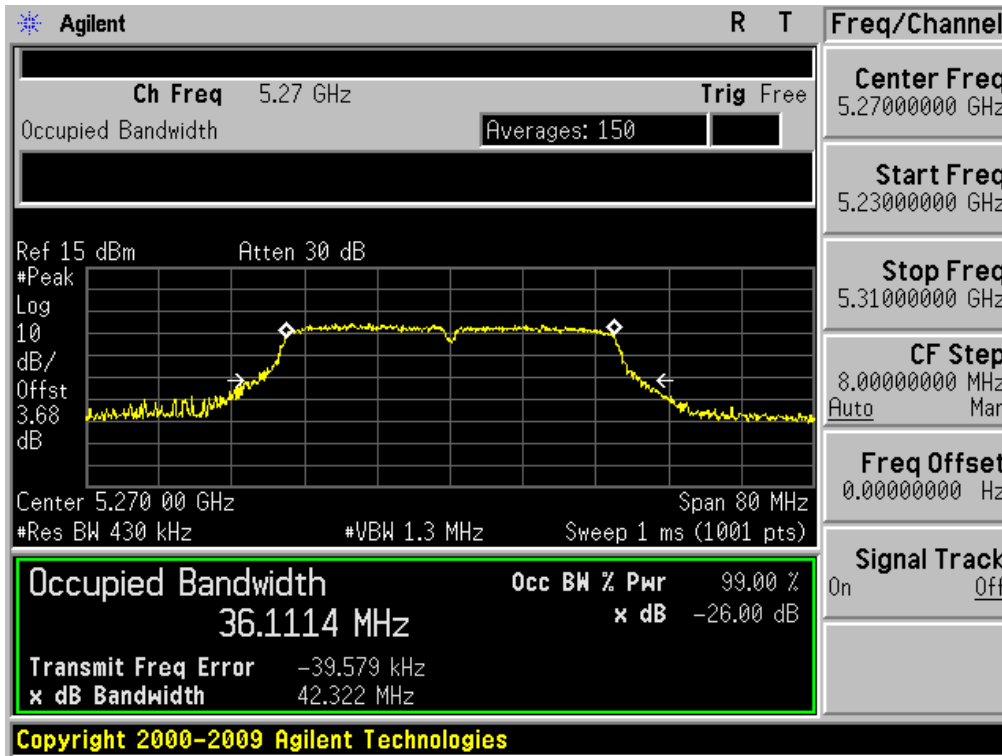 Agilent R T Freq/Channel
Ch Freq 5.27 GHz Trig Free
Occupied Bandwidth Averages: 150
Center Freq
5.27000000 GHz
Start Freq
5.23000000 GHz
Stop Freq
5.31000000 GHz
CF Step
8.00000000 MHz
Auto Man
Freq Offset
0.00000000 Hz
Signal Track
On Off
Ref 15 dBm Atten 30 dB
#Peak
Log
10
dB/
Offst
3.68
dB
Center 5.270 00 GHz Span 80 MHz
#Res BW 430 kHz #VBW 1.3 MHz Sweep 1 ms (1001 pts)
Occupied Bandwidth Occ BW % Pwr 99.00 %
36.1114 MHz x dB -26.00 dB
Transmit Freq Error -39.579 kHz
x dB Bandwidth 42.322 MHz
Copyright 2000-2009 Agilent Technologies